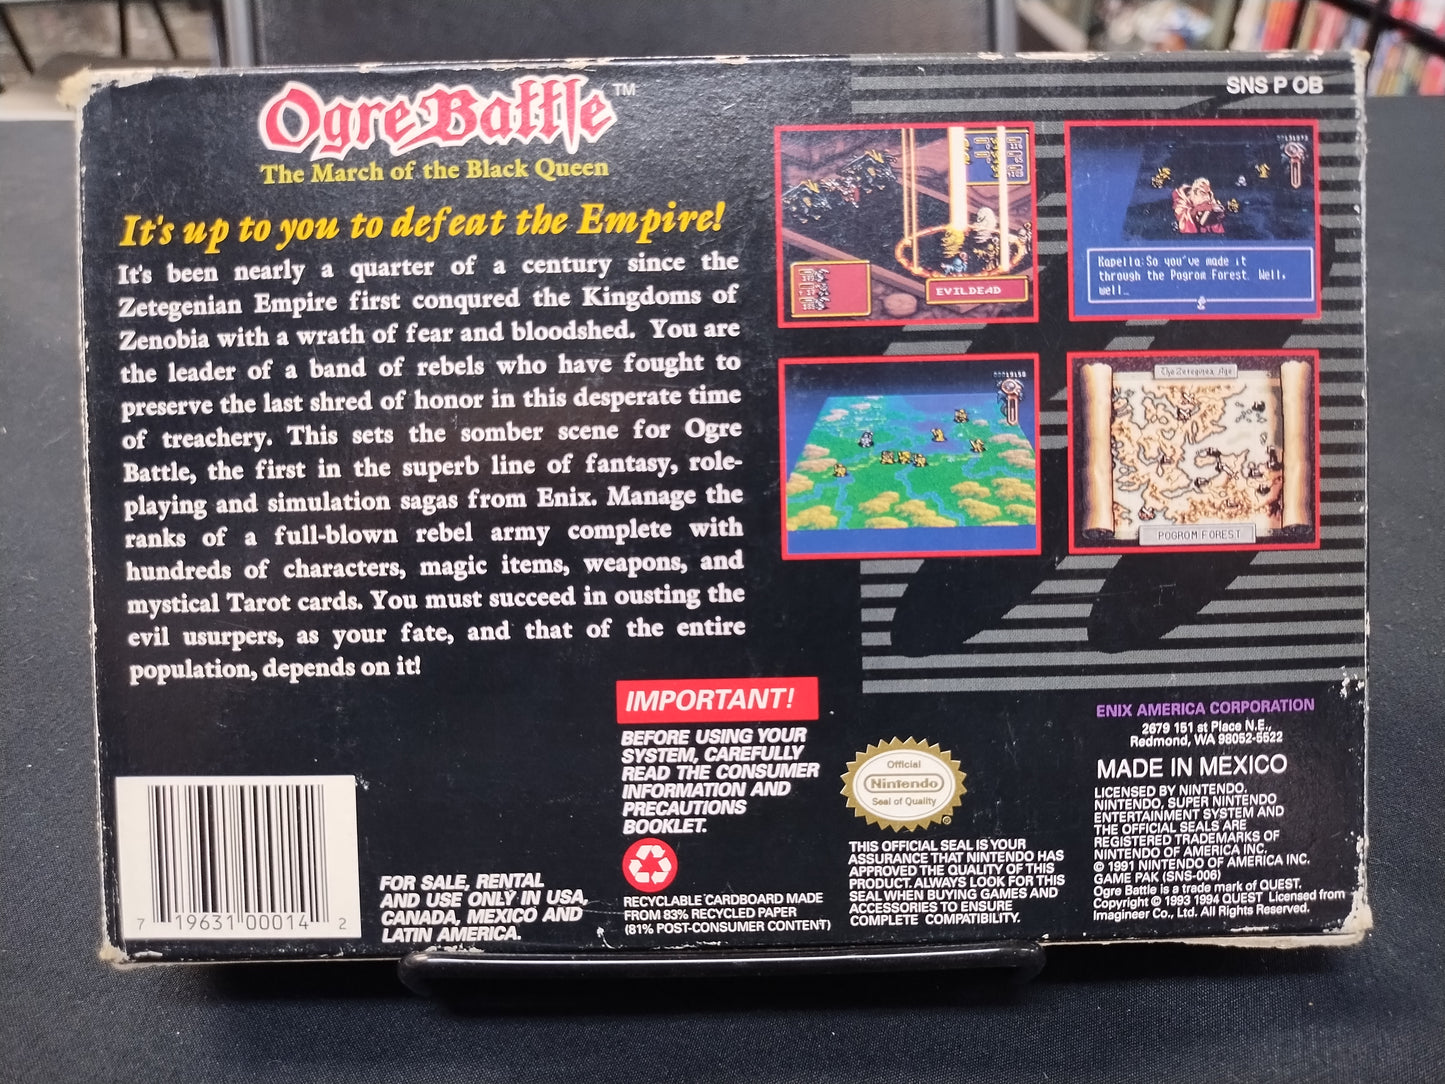 Ogre Battle™
The March of the Black Queen
It's up to you to defeat the Empire!
It's been nearly a quarter of a century since the
Zetegenian Empire first conqured the Kingdoms of
Zenobia with a wrath of fear and bloodshed. You are
the leader of a band of rebels who have fought to
preserve the last shred of honor in this desperate time
of treachery. This sets the somber scene for Ogre
Battle, the first in the superb line of fantasy, role-
playing and simulation sagas from Enix. Manage the
ranks of a full-blown rebel army complete with
hundreds of characters, magic items, weapons, and
mystical Tarot cards. You must succeed in ousting the
evil usurpers, as your fate, and that of the entire
population, depends on it!
SNS P OB
EVILDEAD
Kapella:So you've made it
through the Pogrom Forest. Well,
well_
The Zetegenea Age
POGROM FOREST
7 19631 00014 2
FOR SALE, RENTAL
AND USE ONLY IN USA,
CANADA, MEXICO AND
LATIN AMERICA.
IMPORTANT!
BEFORE USING YOUR
SYSTEM, CAREFULLY
READ THE CONSUMER
INFORMATION AND
PRECAUTIONS
BOOKLET.
RECYCLABLE CARDBOARD MADE
FROM 83% RECYCLED PAPER
(81% POST-CONSUMER CONTENT)
Official
Nintendo
Seal of Quality
®
THIS OFFICIAL SEAL IS YOUR
ASSURANCE THAT NINTENDO HAS
APPROVED THE QUALITY OF THIS
PRODUCT. ALWAYS LOOK FOR THIS
SEAL WHEN BUYING GAMES AND
ACCESSORIES TO ENSURE
COMPLETE COMPATIBILITY.
ENIX AMERICA CORPORATION
2679 151 st Place N.E.,
Redmond, WA 98052-5522
MADE IN MEXICO
LICENSED BY NINTENDO.
NINTENDO, SUPER NINTENDO
ENTERTAINMENT SYSTEM AND
THE OFFICIAL SEALS ARE
REGISTERED TRADEMARKS OF
NINTENDO OF AMERICA INC.
© 1991 NINTENDO OF AMERICA INC.
GAME PAK (SNS-006)
Ogre Battle is a trade mark of QUEST.
Copyright © 1993 1994 QUEST Licensed from
Imagineer Co., Ltd. All Rights Reserved.